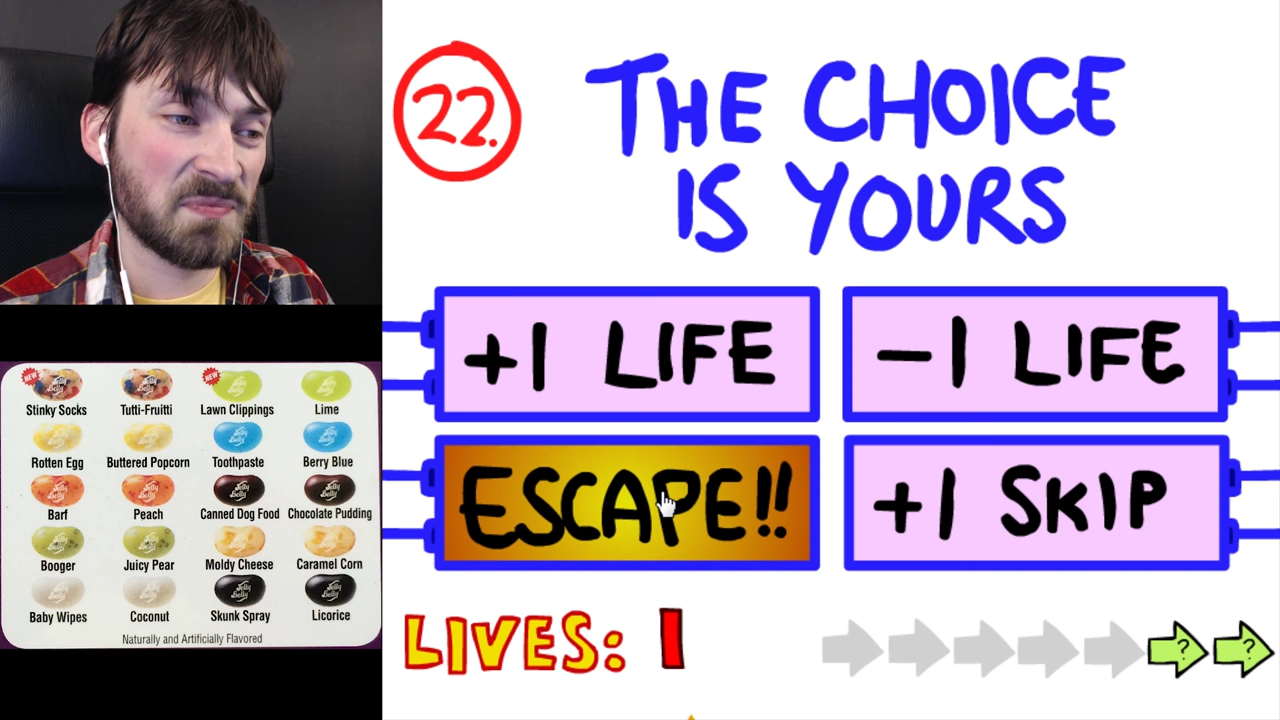 22.
THE CHOICE
IS YOURS
+1 LIFE
-1 LIFE
ESCAPE!!
+1 SKIP
LIVES: 1
? ?
NEW NEW
Stinky Socks Tutti-Fruitti Lawn Clippings Lime
Rotten Egg Buttered Popcorn Toothpaste Berry Blue
Barf Peach Canned Dog Food Chocolate Pudding
Booger Juicy Pear Moldy Cheese Caramel Corn
Baby Wipes Coconut Skunk Spray Licorice
Naturally and Artificially Flavored